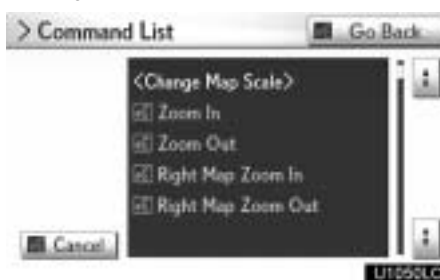 > Command List
Go Back
<Change Map Scale>
Zoom In
Zoom Out
Right Map Zoom In
Right Map Zoom Out
Cancel
U1050LC